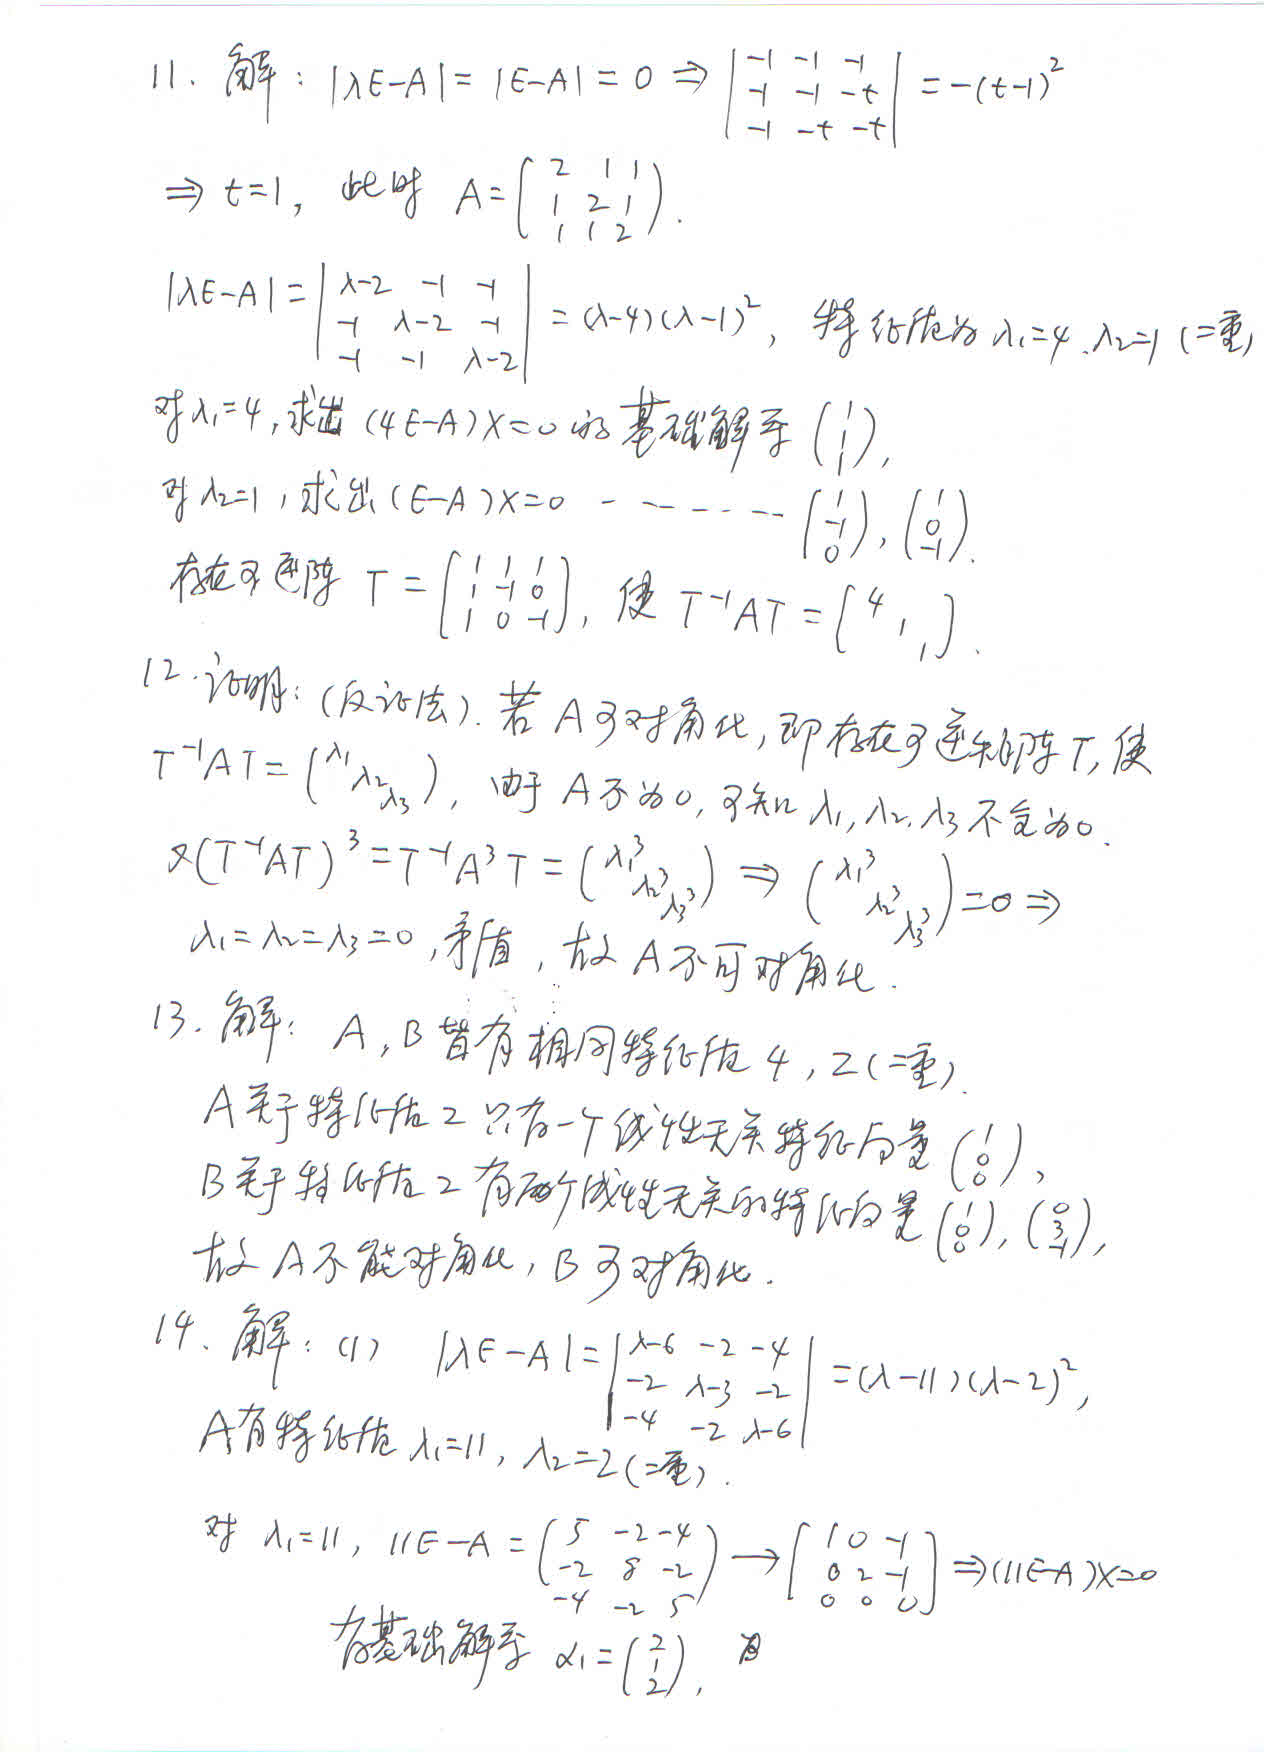 11. 解: |λE-A| = |E-A| = 0 ⇒ |-1 -1 -1; -1 -1 -t; -1 -t -t| = -(t-1)²
⇒ t=1, 此时 A = (2 1 1; 1 2 1; 1 1 2).
|λE-A| = |λ-2 -1 -1; -1 λ-2 -1; -1 -1 λ-2| = (λ-4)(λ-1)², 特征值为 λ₁=4, λ₂=1 (二重)
对 λ₁=4, 求出 (4E-A)X=0 的基础解系 (1; 1; 1),
对 λ₂=1, 求出 (E-A)X=0 - - - - - - - (1; -1; 0), (1; 0; -1).
存在可逆阵 T = (1 1 1; 1 -1 0; 1 0 -1), 使 T⁻¹AT = (4 1 1).
12. 证明: (反证法). 若 A 可对角化, 即存在可逆矩阵 T, 使
T⁻¹AT = (λ₁ λ₂ λ₃), 由于 A 不为0, 可知 λ₁, λ₂, λ₃ 不全为0.
又(T⁻¹AT)³ = T⁻¹A³T = (λ₁³ λ₂³ λ₃³) ⇒ (λ₁³ λ₂³ λ₃³) = 0 ⇒
λ₁=λ₂=λ₃=0, 矛盾, 故 A 不可对角化.
13. 解: A, B 皆有相同特征值 4, 2 (二重).
A 关于特征值 2 只有一个线性无关特征向量 (1; 0; 0),
B 关于特征值 2 有两个线性无关的特征向量 (1; 0; 0), (0; 3; -1),
故 A 不能对角化, B 可对角化.
14. 解: (1) |λE-A| = |λ-6 -2 -4; -2 λ-3 -2; -4 -2 λ-6| = (λ-11)(λ-2)²,
A有特征值 λ₁=11, λ₂=2 (二重).
对 λ₁=11, 11E-A = (5 -2 -4; -2 8 -2; -4 -2 5) → (1 0 -1; 0 2 -1; 0 0 0) ⇒ (11E-A)X=0
有基础解系 α₁ = (2; 1; 2),